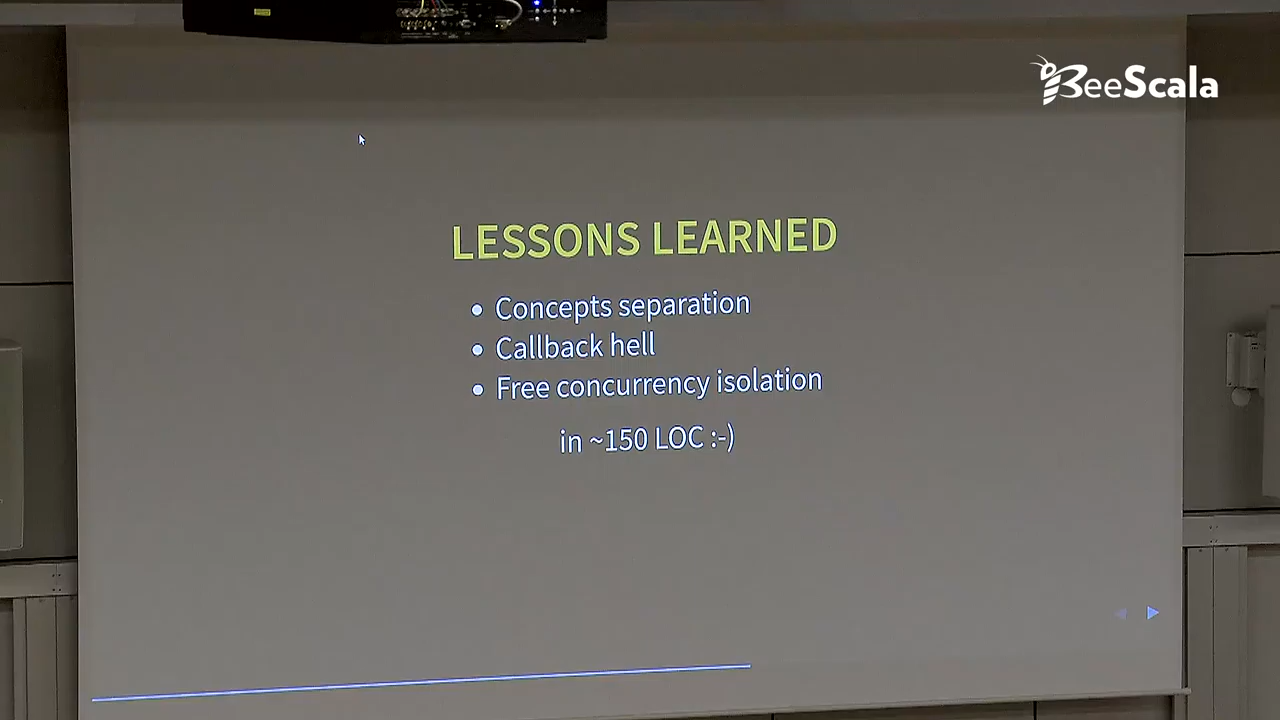 BeeScala
LESSONS LEARNED
• Concepts separation
• Callback hell
• Free concurrency isolation
in ~150 LOC :-)